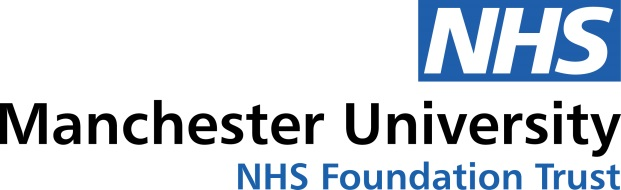 NHS
Manchester University
NHS Foundation Trust